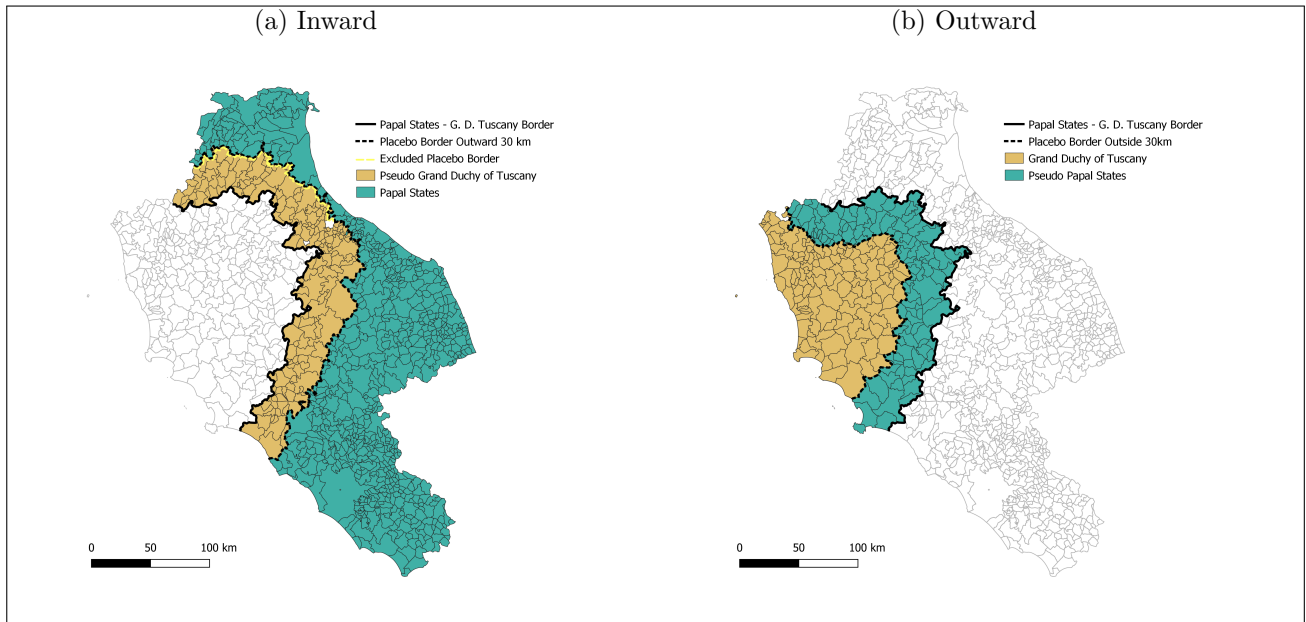 (a) Inward
Papal States - G. D. Tuscany Border
Placebo Border Outward 30 km
Excluded Placebo Border
Pseudo Grand Duchy of Tuscany
Papal States
0 50 100 km
(b) Outward
Papal States - G. D. Tuscany Border
Placebo Border Outside 30km
Grand Duchy of Tuscany
Pseudo Papal States
0 50 100 km